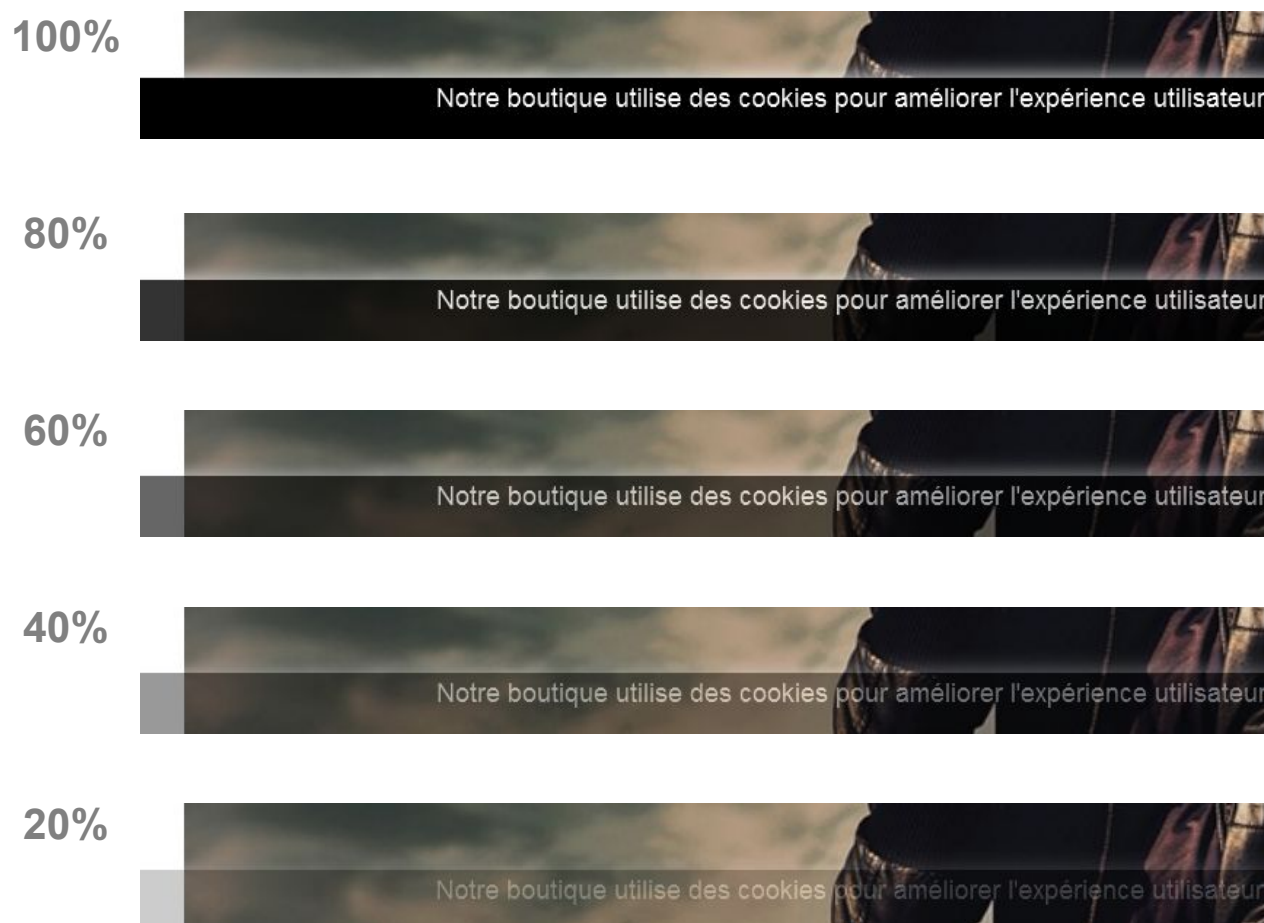 100%
Notre boutique utilise des cookies pour améliorer l'expérience utilisateur
80%
Notre boutique utilise des cookies pour améliorer l'expérience utilisateur
60%
Notre boutique utilise des cookies pour améliorer l'expérience utilisateur
40%
Notre boutique utilise des cookies pour améliorer l'expérience utilisateur
20%
Notre boutique utilise des cookies pour améliorer l'expérience utilisateur